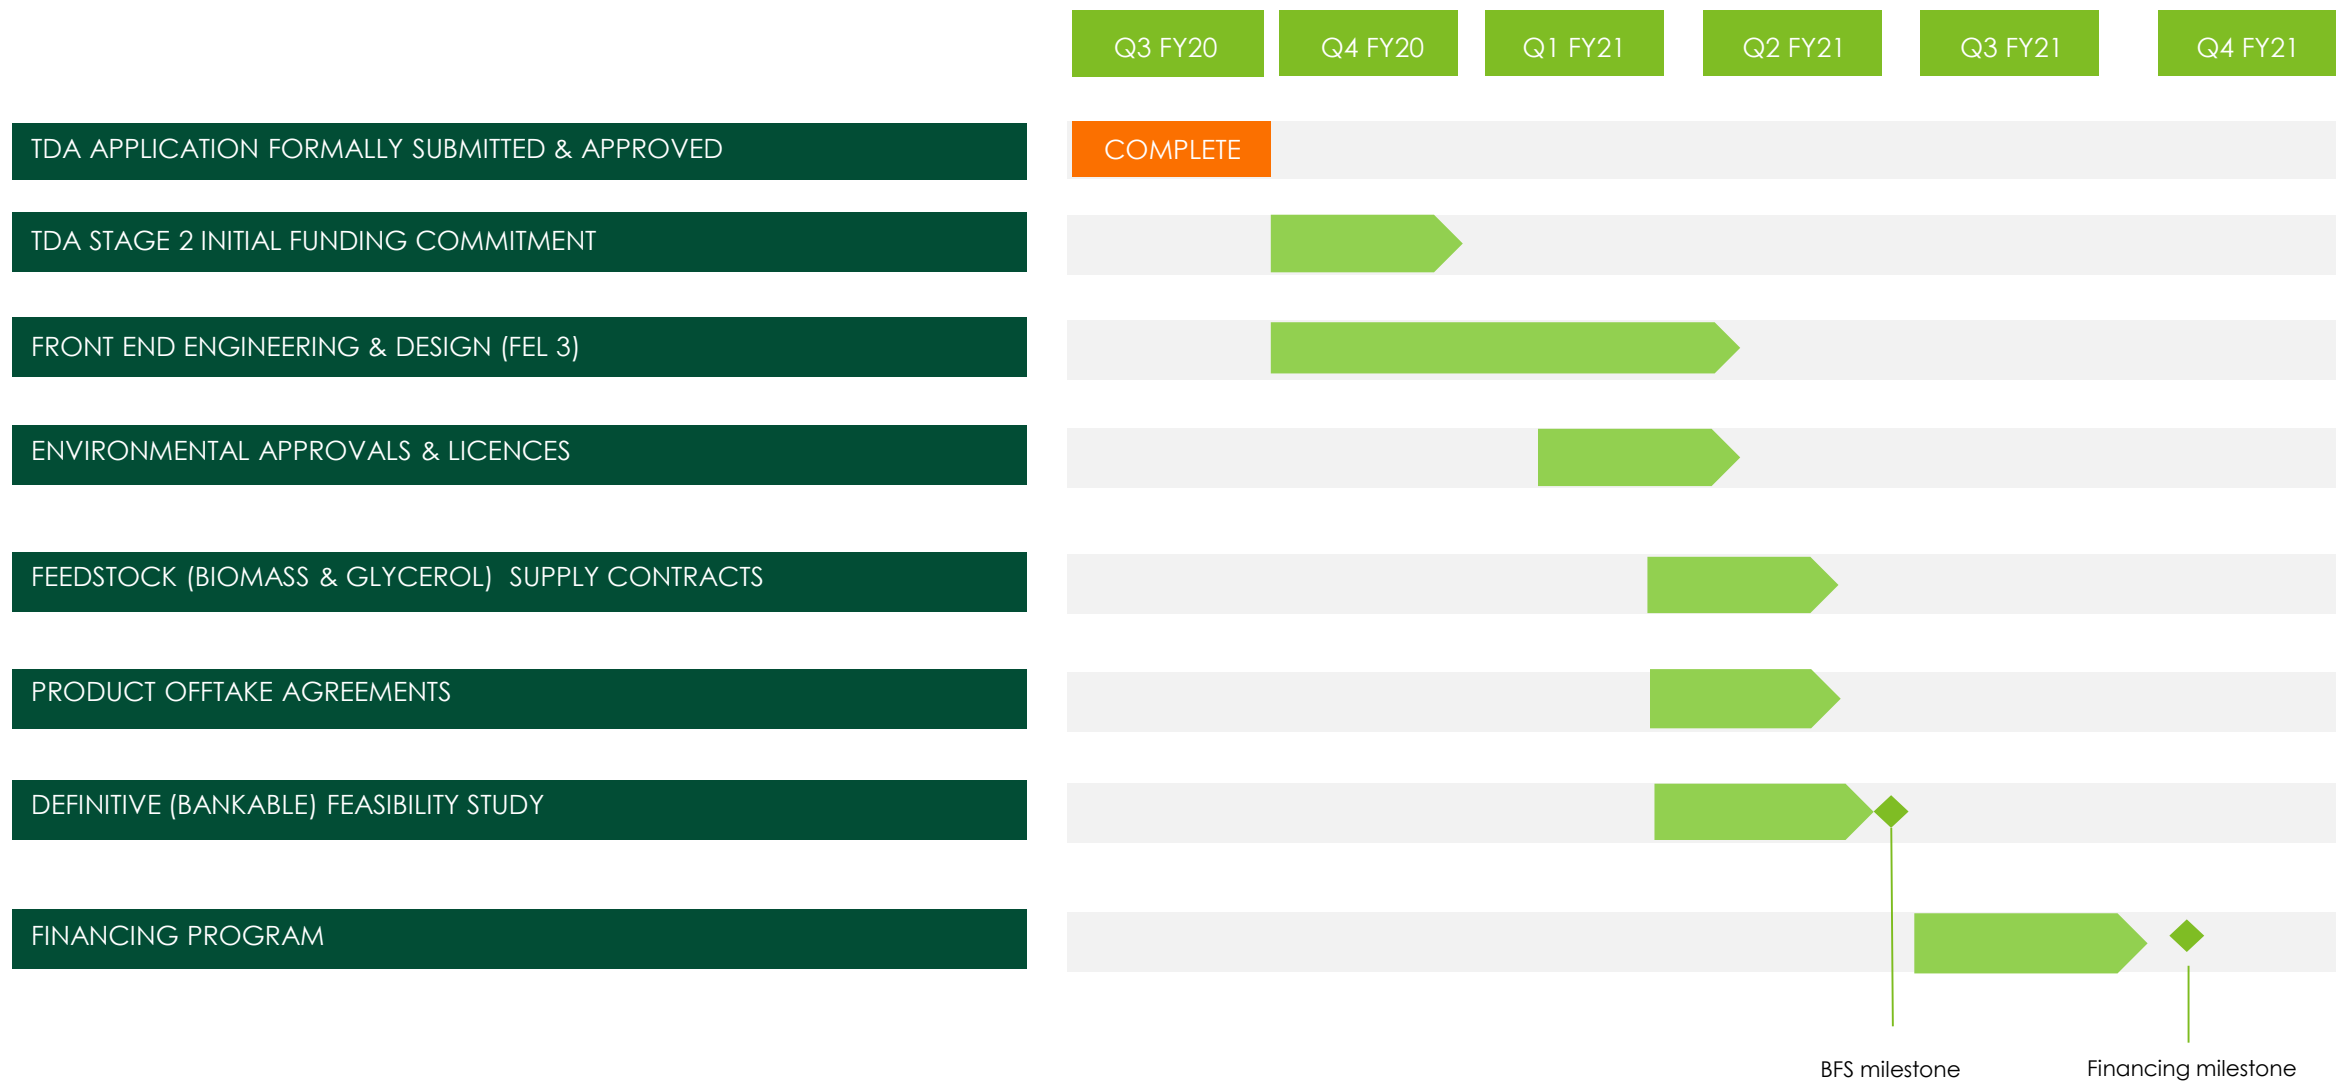 Q3 FY20
Q4 FY20
Q1 FY21
Q2 FY21
Q3 FY21
Q4 FY21
TDA APPLICATION FORMALLY SUBMITTED & APPROVED
COMPLETE
TDA STAGE 2 INITIAL FUNDING COMMITMENT
FRONT END ENGINEERING & DESIGN (FEL 3)
ENVIRONMENTAL APPROVALS & LICENCES
FEEDSTOCK (BIOMASS & GLYCEROL) SUPPLY CONTRACTS
PRODUCT OFFTAKE AGREEMENTS
DEFINITIVE (BANKABLE) FEASIBILITY STUDY
FINANCING PROGRAM
BFS milestone
Financing milestone